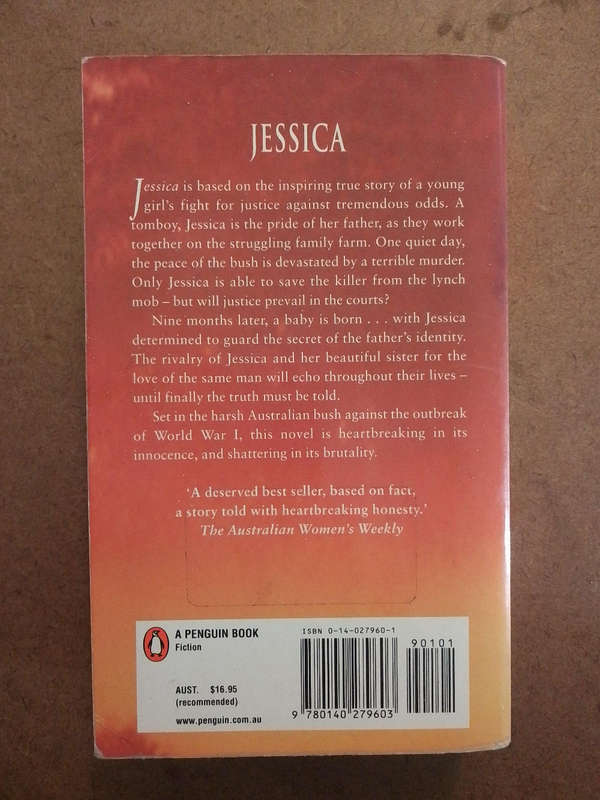 JESSICA
Jessica is based on the inspiring true story of a young
girl's fight for justice against tremendous odds. A
tomboy, Jessica is the pride of her father, as they work
together on the struggling family farm. One quiet day,
the peace of the bush is devastated by a terrible murder.
Only Jessica is able to save the killer from the lynch
mob – but will justice prevail in the courts?
Nine months later, a baby is born . . . with Jessica
determined to guard the secret of the father's identity.
The rivalry of Jessica and her beautiful sister for the
love of the same man will echo throughout their lives –
until finally the truth must be told.
Set in the harsh Australian bush against the outbreak
of World War I, this novel is heartbreaking in its
innocence, and shattering in its brutality.
'A deserved best seller, based on fact,
a story told with heartbreaking honesty.'
The Australian Women's Weekly
A PENGUIN BOOK
Fiction
AUST. $16.95
(recommended)
www.penguin.com.au
ISBN 0-14-027960-1
90101
9 780140 279603